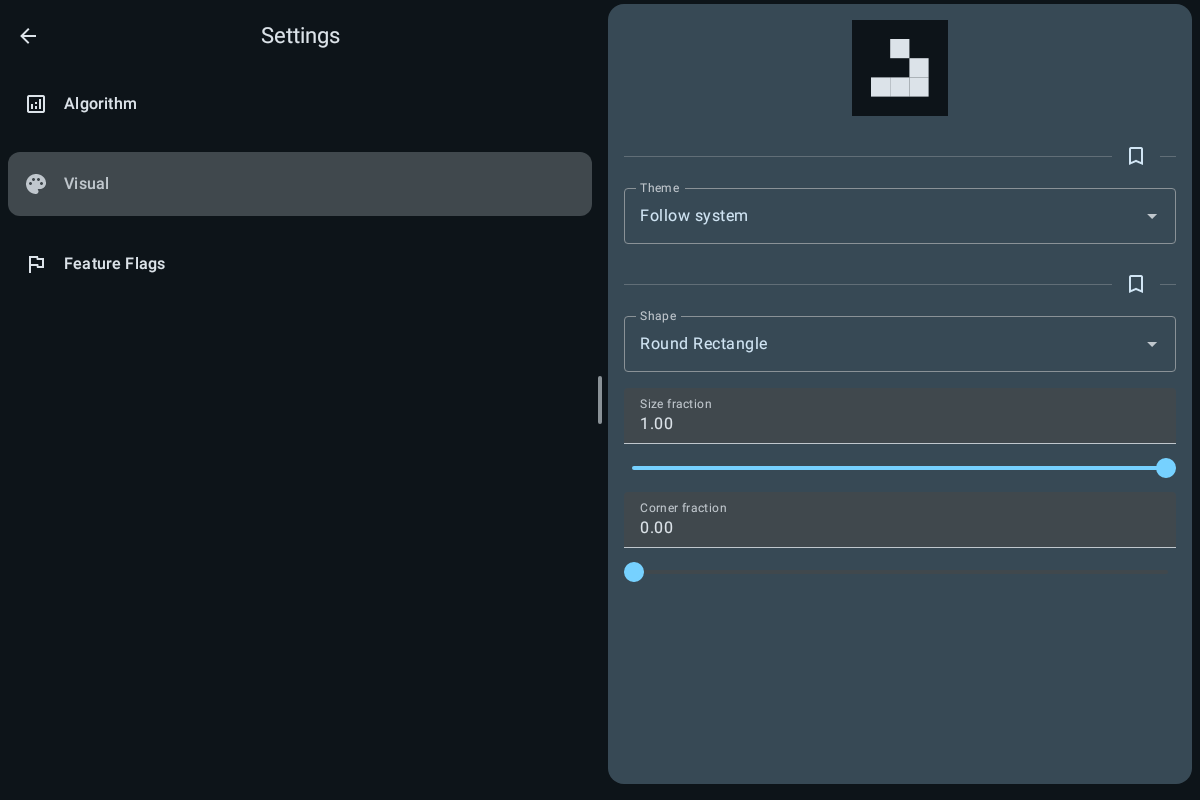 Settings
Algorithm
Visual
Feature Flags
Theme
Follow system
Shape
Round Rectangle
Size fraction
1.00
Corner fraction
0.00